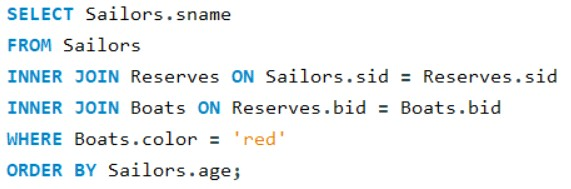 SELECT Sailors.sname
FROM Sailors
INNER JOIN Reserves ON Sailors.sid = Reserves.sid
INNER JOIN Boats ON Reserves.bid = Boats.bid
WHERE Boats.color = 'red'
ORDER BY Sailors.age;